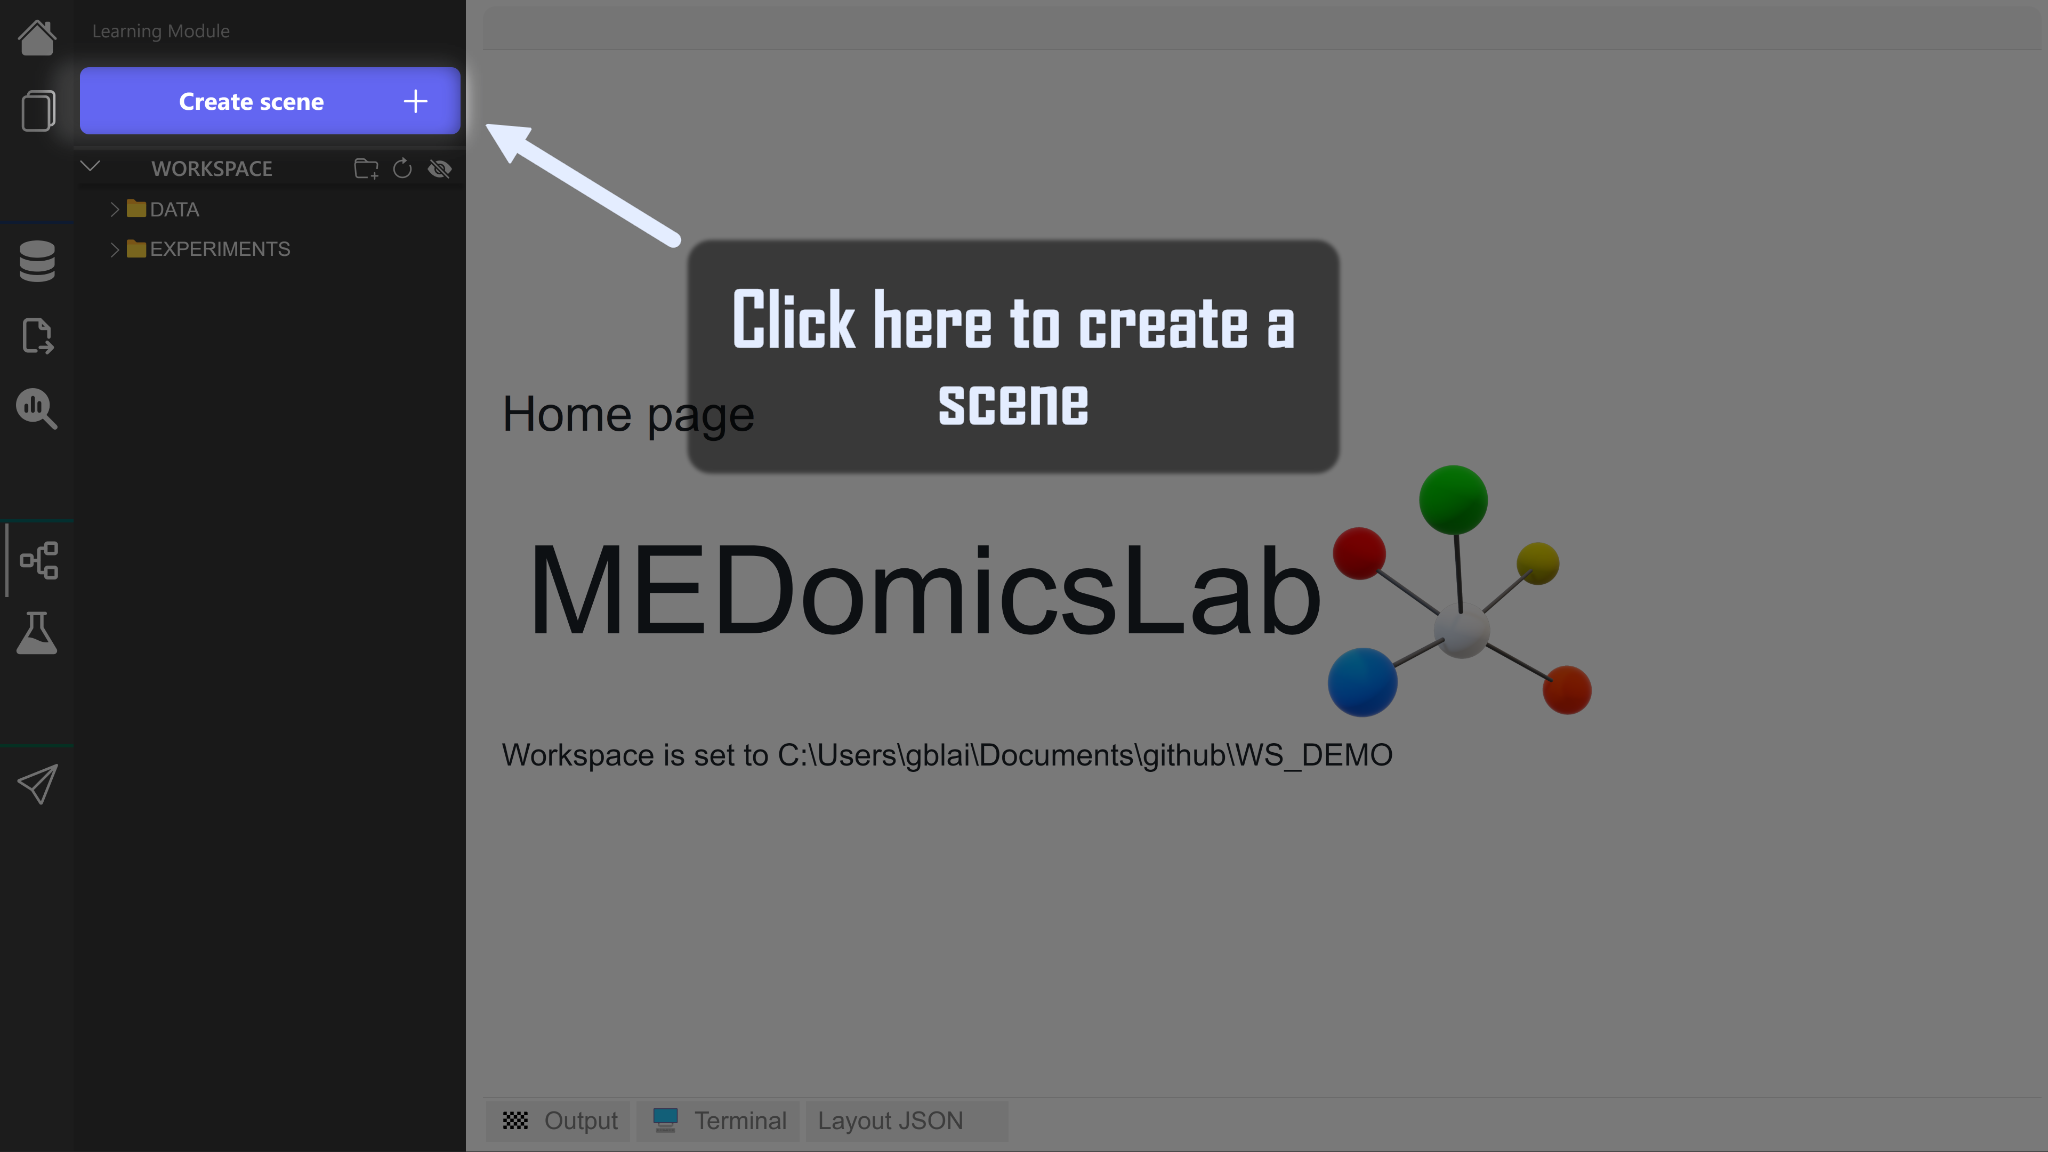 Learning Module
Create scene
WORKSPACE
DATA
EXPERIMENTS
Click here to create a
scene
Home page
MEDomicsLab
Workspace is set to C:\Users\gblai\Documents\github\WS_DEMO
Output
Terminal
Layout JSON